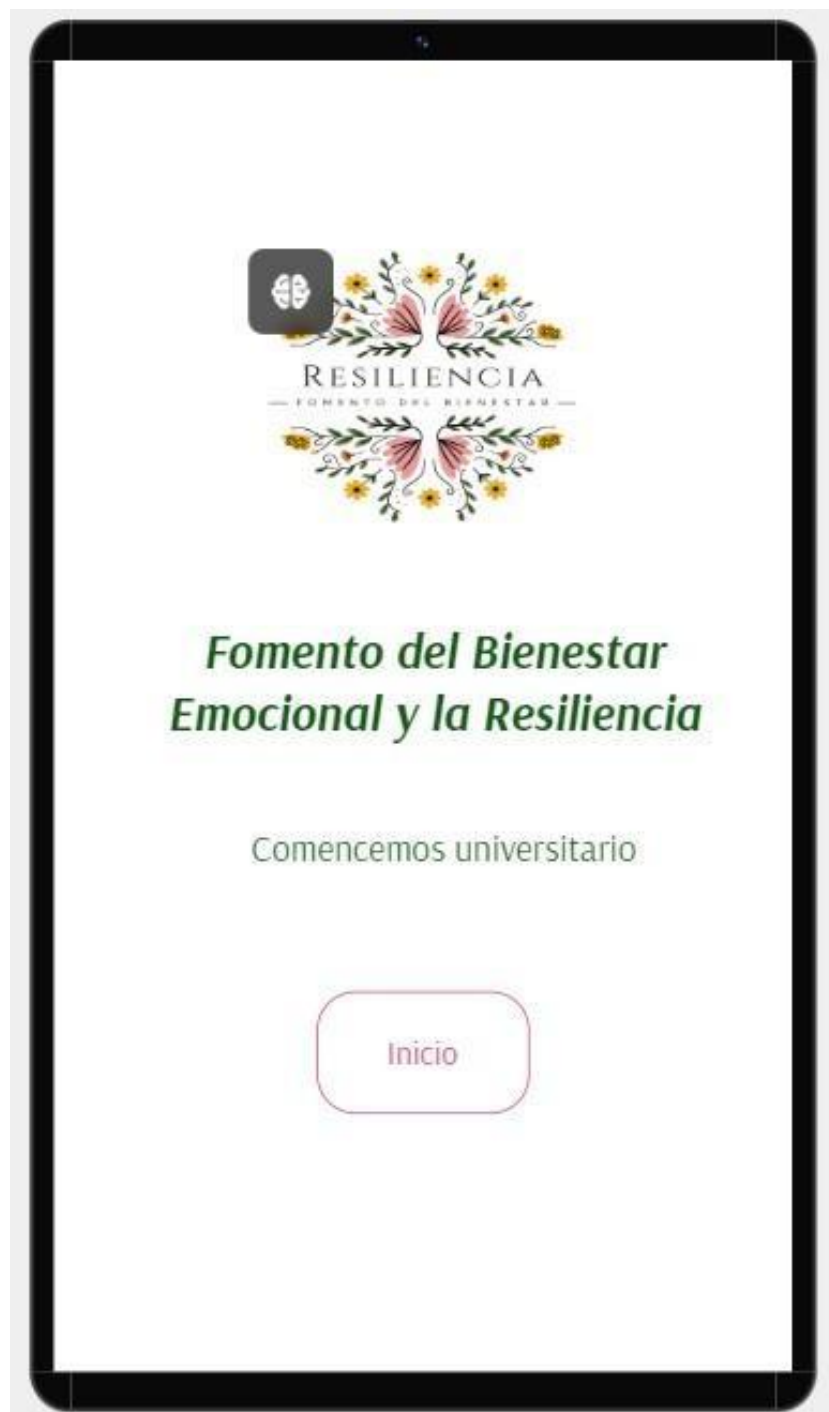 RESILIENCIA
FOMENTO DEL BIENESTAR
Fomento del Bienestar
Emocional y la Resiliencia
Comencemos universitario
Inicio